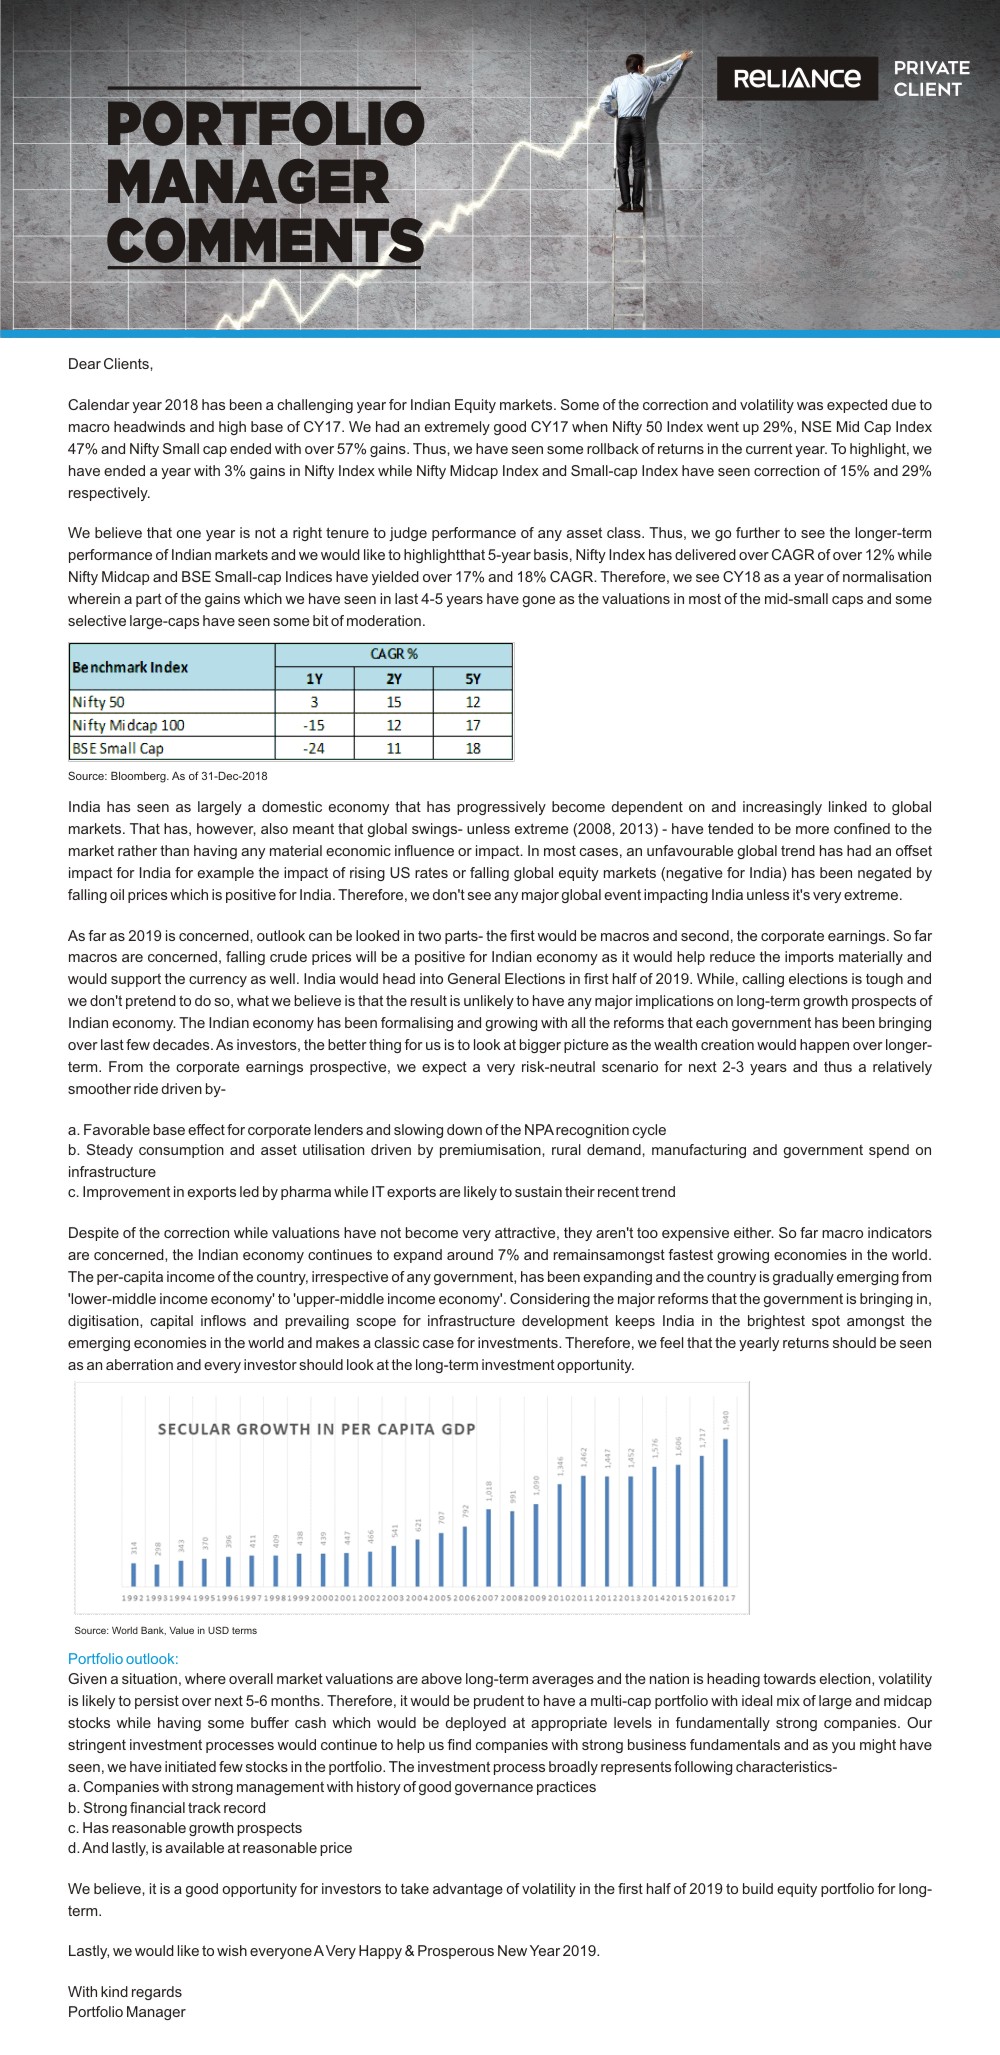 PORTFOLIO
MANAGER
COMMENTS
RELIANCE
PRIVATE
CLIENT
Dear Clients,
Calendar year 2018 has been a challenging year for Indian Equity markets. Some of the correction and volatility was expected due to
macro headwinds and high base of CY17. We had an extremely good CY17 when Nifty 50 Index went up 29%, NSE Mid Cap Index
47% and Nifty Small cap ended with over 57% gains. Thus, we have seen some rollback of returns in the current year. To highlight, we
have ended a year with 3% gains in Nifty Index while Nifty Midcap Index and Small-cap Index have seen correction of 15% and 29%
respectively.
We believe that one year is not a right tenure to judge performance of any asset class. Thus, we go further to see the longer-term
performance of Indian markets and we would like to highlightthat 5-year basis, Nifty Index has delivered over CAGR of over 12% while
Nifty Midcap and BSE Small-cap Indices have yielded over 17% and 18% CAGR. Therefore, we see CY18 as a year of normalisation
wherein a part of the gains which we have seen in last 4-5 years have gone as the valuations in most of the mid-small caps and some
selective large-caps have seen some bit of moderation.
Benchmark Index CAGR %
1Y 2Y 5Y
Nifty 50 3 15 12
Nifty Midcap 100 -15 12 17
BSE Small Cap -24 11 18
Source: Bloomberg. As of 31-Dec-2018
India has seen as largely a domestic economy that has progressively become dependent on and increasingly linked to global
markets. That has, however, also meant that global swings- unless extreme (2008, 2013) - have tended to be more confined to the
market rather than having any material economic influence or impact. In most cases, an unfavourable global trend has had an offset
impact for India for example the impact of rising US rates or falling global equity markets (negative for India) has been negated by
falling oil prices which is positive for India. Therefore, we don't see any major global event impacting India unless it's very extreme.
As far as 2019 is concerned, outlook can be looked in two parts- the first would be macros and second, the corporate earnings. So far
macros are concerned, falling crude prices will be a positive for Indian economy as it would help reduce the imports materially and
would support the currency as well. India would head into General Elections in first half of 2019. While, calling elections is tough and
we don't pretend to do so, what we believe is that the result is unlikely to have any major implications on long-term growth prospects of
Indian economy. The Indian economy has been formalising and growing with all the reforms that each government has been bringing
over last few decades. As investors, the better thing for us is to look at bigger picture as the wealth creation would happen over longer-
term. From the corporate earnings prospective, we expect a very risk-neutral scenario for next 2-3 years and thus a relatively
smoother ride driven by-
a. Favorable base effect for corporate lenders and slowing down of the NPA recognition cycle
b. Steady consumption and asset utilisation driven by premiumisation, rural demand, manufacturing and government spend on
infrastructure
c. Improvement in exports led by pharma while IT exports are likely to sustain their recent trend
Despite of the correction while valuations have not become very attractive, they aren't too expensive either. So far macro indicators
are concerned, the Indian economy continues to expand around 7% and remainsamongst fastest growing economies in the world.
The per-capita income of the country, irrespective of any government, has been expanding and the country is gradually emerging from
'lower-middle income economy' to 'upper-middle income economy'. Considering the major reforms that the government is bringing in,
digitisation, capital inflows and prevailing scope for infrastructure development keeps India in the brightest spot amongst the
emerging economies in the world and makes a classic case for investments. Therefore, we feel that the yearly returns should be seen
as an aberration and every investor should look at the long-term investment opportunity.
SECULAR GROWTH IN PER CAPITA GDP
314 298 343 370 396 411 409 438 439 447 466 541 621 707 792 1,018 991 1,090 1,346 1,462 1,447 1,452 1,576 1,606 1,717 1,940
1992 1993 1994 1995 1996 1997 1998 1999 2000 2001 2002 2003 2004 2005 2006 2007 2008 2009 2010 2011 2012 2013 2014 2015 2016 2017
Source: World Bank, Value in USD terms
Portfolio outlook:
Given a situation, where overall market valuations are above long-term averages and the nation is heading towards election, volatility
is likely to persist over next 5-6 months. Therefore, it would be prudent to have a multi-cap portfolio with ideal mix of large and midcap
stocks while having some buffer cash which would be deployed at appropriate levels in fundamentally strong companies. Our
stringent investment processes would continue to help us find companies with strong business fundamentals and as you might have
seen, we have initiated few stocks in the portfolio. The investment process broadly represents following characteristics-
a. Companies with strong management with history of good governance practices
b. Strong financial track record
c. Has reasonable growth prospects
d. And lastly, is available at reasonable price
We believe, it is a good opportunity for investors to take advantage of volatility in the first half of 2019 to build equity portfolio for long-
term.
Lastly, we would like to wish everyone A Very Happy & Prosperous New Year 2019.
With kind regards
Portfolio Manager